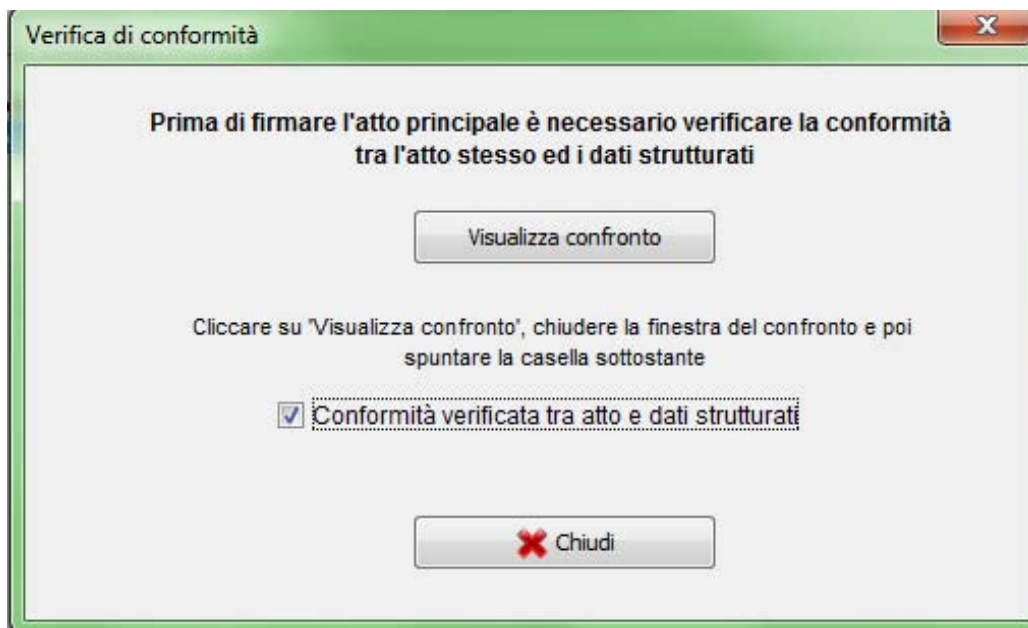 Verifica di conformità
Prima di firmare l'atto principale è necessario verificare la conformità
tra l'atto stesso ed i dati strutturati
Visualizza confronto
Cliccare su 'Visualizza confronto', chiudere la finestra del confronto e poi
spuntare la casella sottostante
Conformità verificata tra atto e dati strutturati
Chiudi